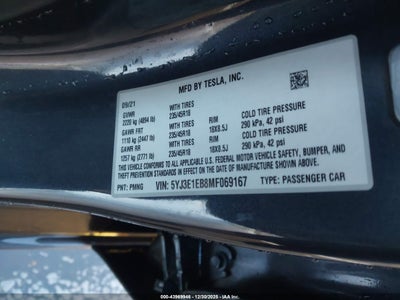 MFD BY TESLA, INC.
09/21
GVWR WITH TIRES
2220 kg (4894 lb) 235/45R18
GAWR FRT WITH TIRES RIM COLD TIRE PRESSURE
1110 kg (2447 lb) 235/45R18 18X8.5J 290 kPa, 42 psi
GAWR RR WITH TIRES RIM COLD TIRE PRESSURE
1257 kg (2771 lb) 235/45R18 18X8.5J 290 kPa, 42 psi
THIS VEHICLE CONFORMS TO ALL APPLICABLE U.S. FEDERAL MOTOR VEHICLE SAFETY, BUMPER, AND
THEFT PREVENTION STANDARDS IN EFFECT ON THE DATE OF MANUFACTURE SHOWN ABOVE.
PNT: PMNG VIN: 5YJ3E1EB8MF069167 TYPE: PASSENGER CAR
000-43969946 - 12/30/2025 - IAA, Inc.